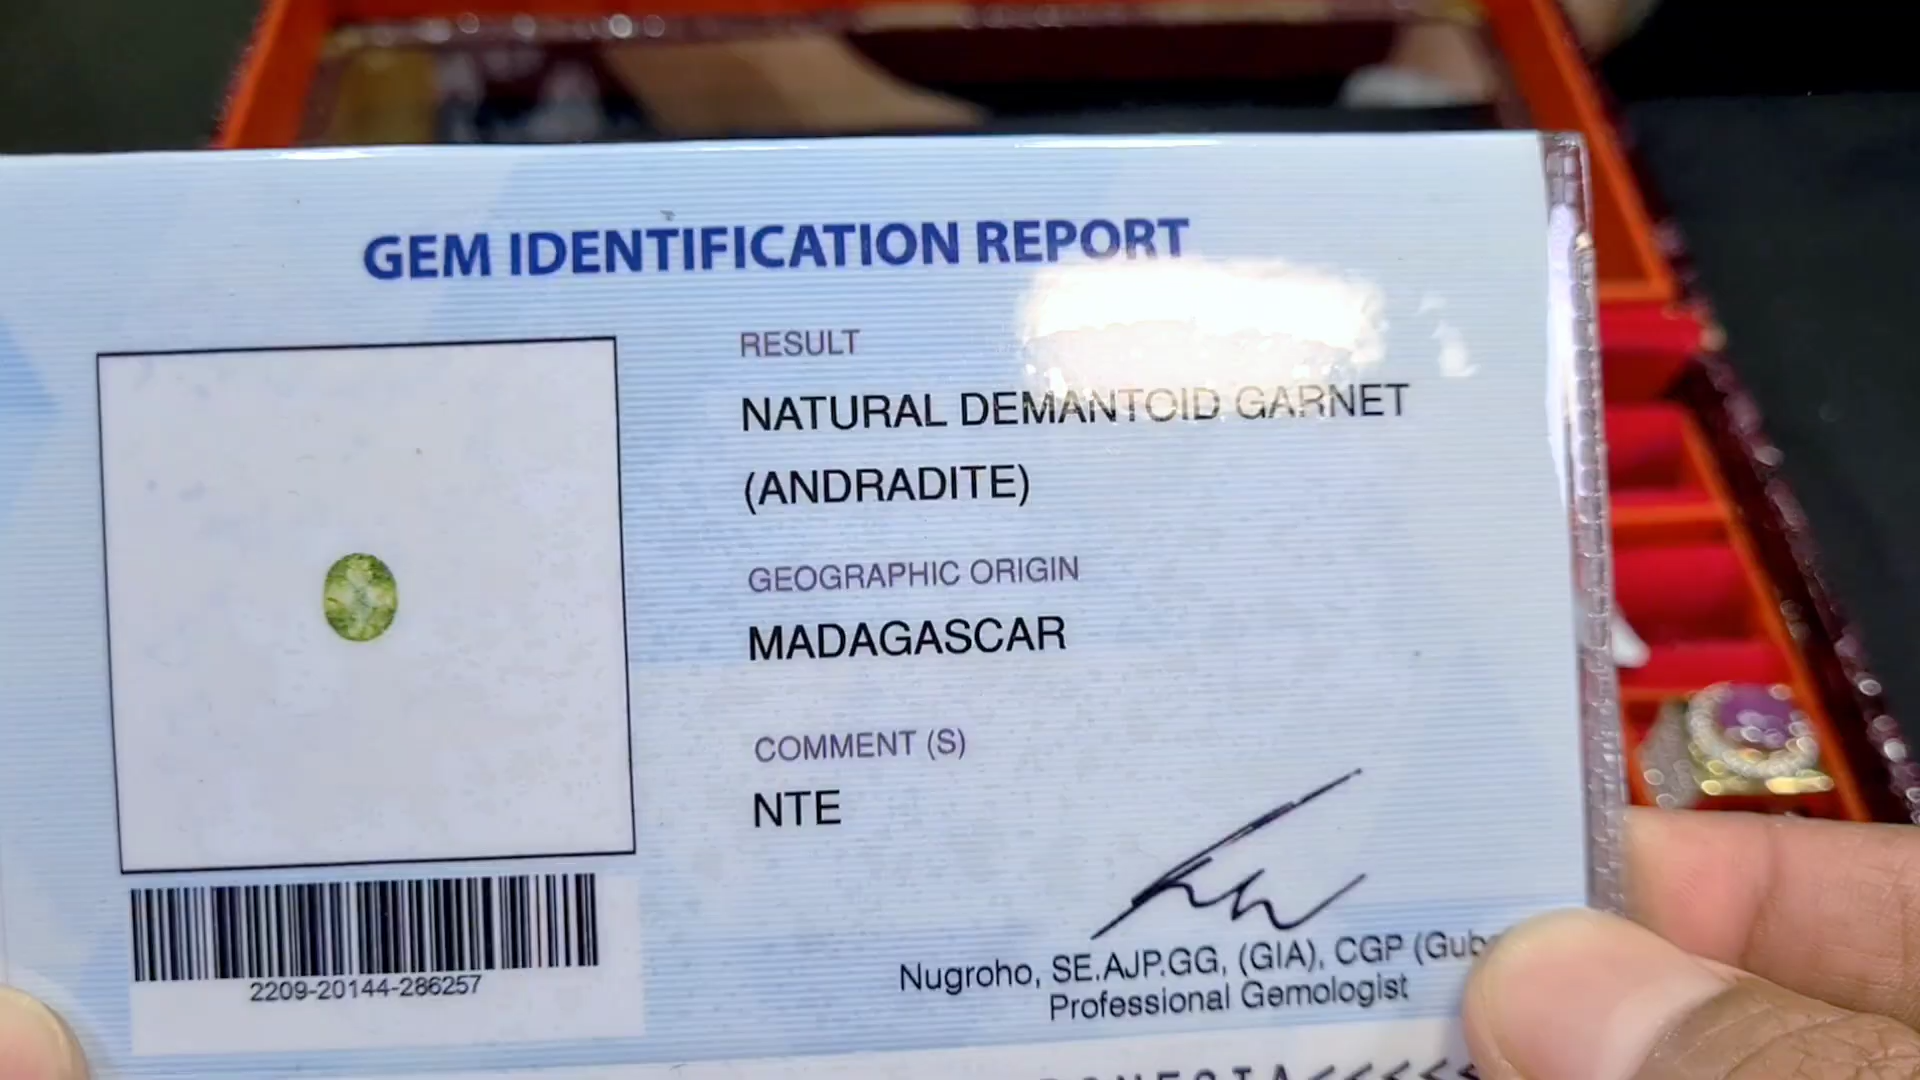 GEM IDENTIFICATION REPORT
RESULT
NATURAL DEMANTOID GARNET
(ANDRADITE)
GEOGRAPHIC ORIGIN
MADAGASCAR
COMMENT (S)
NTE
2209-20144-286257
Nugroho, SE.AJP.GG, (GIA), CGP
Professional Gemologist